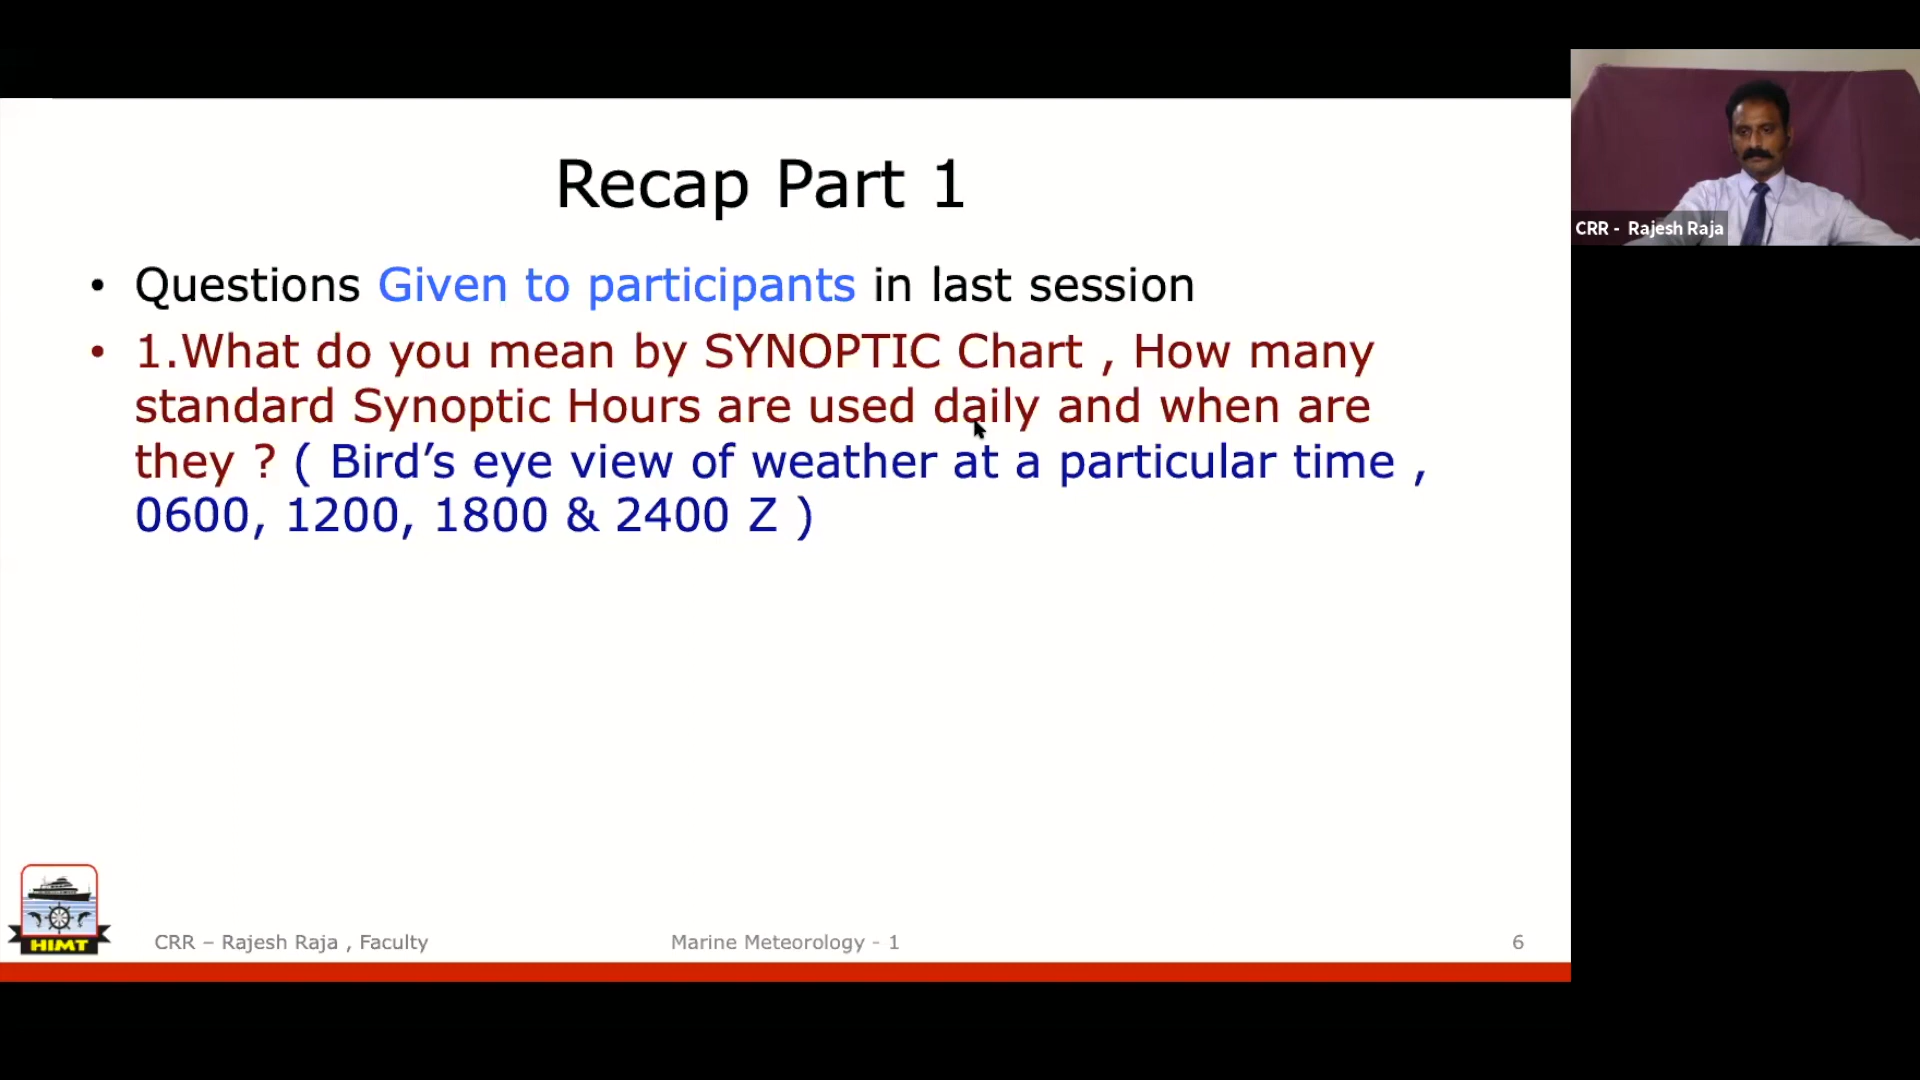 Recap Part 1
• Questions Given to participants in last session
• 1.What do you mean by SYNOPTIC Chart , How many
standard Synoptic Hours are used daily and when are
they ? ( Bird’s eye view of weather at a particular time ,
0600, 1200, 1800 & 2400 Z )
CRR - Rajesh Raja
HIMT
CRR – Rajesh Raja , Faculty
Marine Meteorology - 1
6